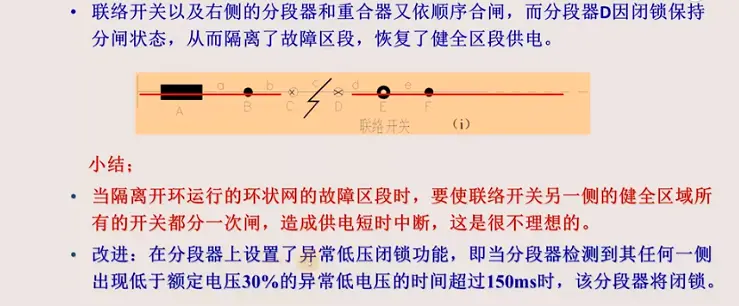 • 联络开关以及右侧的分段器和重合器又依顺序合闸，而分段器D因闭锁保持
分闸状态，从而隔离了故障区段，恢复了健全区段供电。
a b c d e
A B C D E F
联络开关 （i）
小结；
• 当隔离开环运行的环状网的故障区段时，要使联络开关另一侧的健全区域所
有的开关都分一次闸，造成供电短时中断，这是很不理想的。
• 改进：在分段器上设置了异常低压闭锁功能，即当分段器检测到其任何一侧
出现低于额定电压30%的异常低电压的时间超过150ms时，该分段器将闭锁。